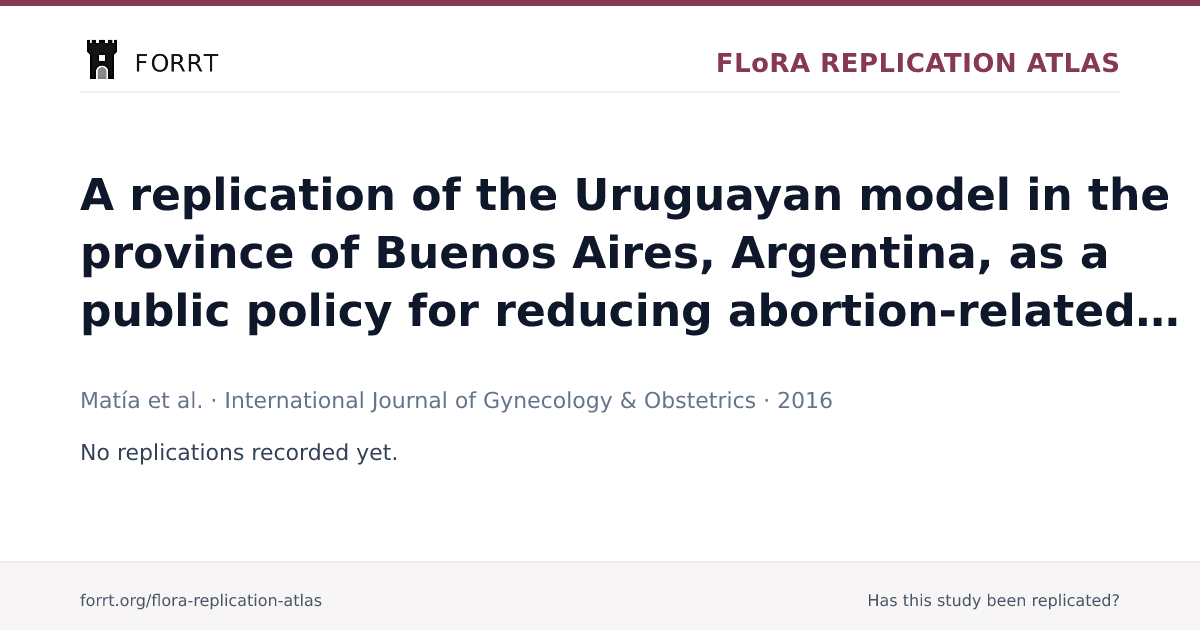 FORRT
FLoRA REPLICATION ATLAS
A replication of the Uruguayan model in the
province of Buenos Aires, Argentina, as a
public policy for reducing abortion-related…
Matía et al. · International Journal of Gynecology & Obstetrics · 2016
No replications recorded yet.
forrt.org/flora-replication-atlas
Has this study been replicated?